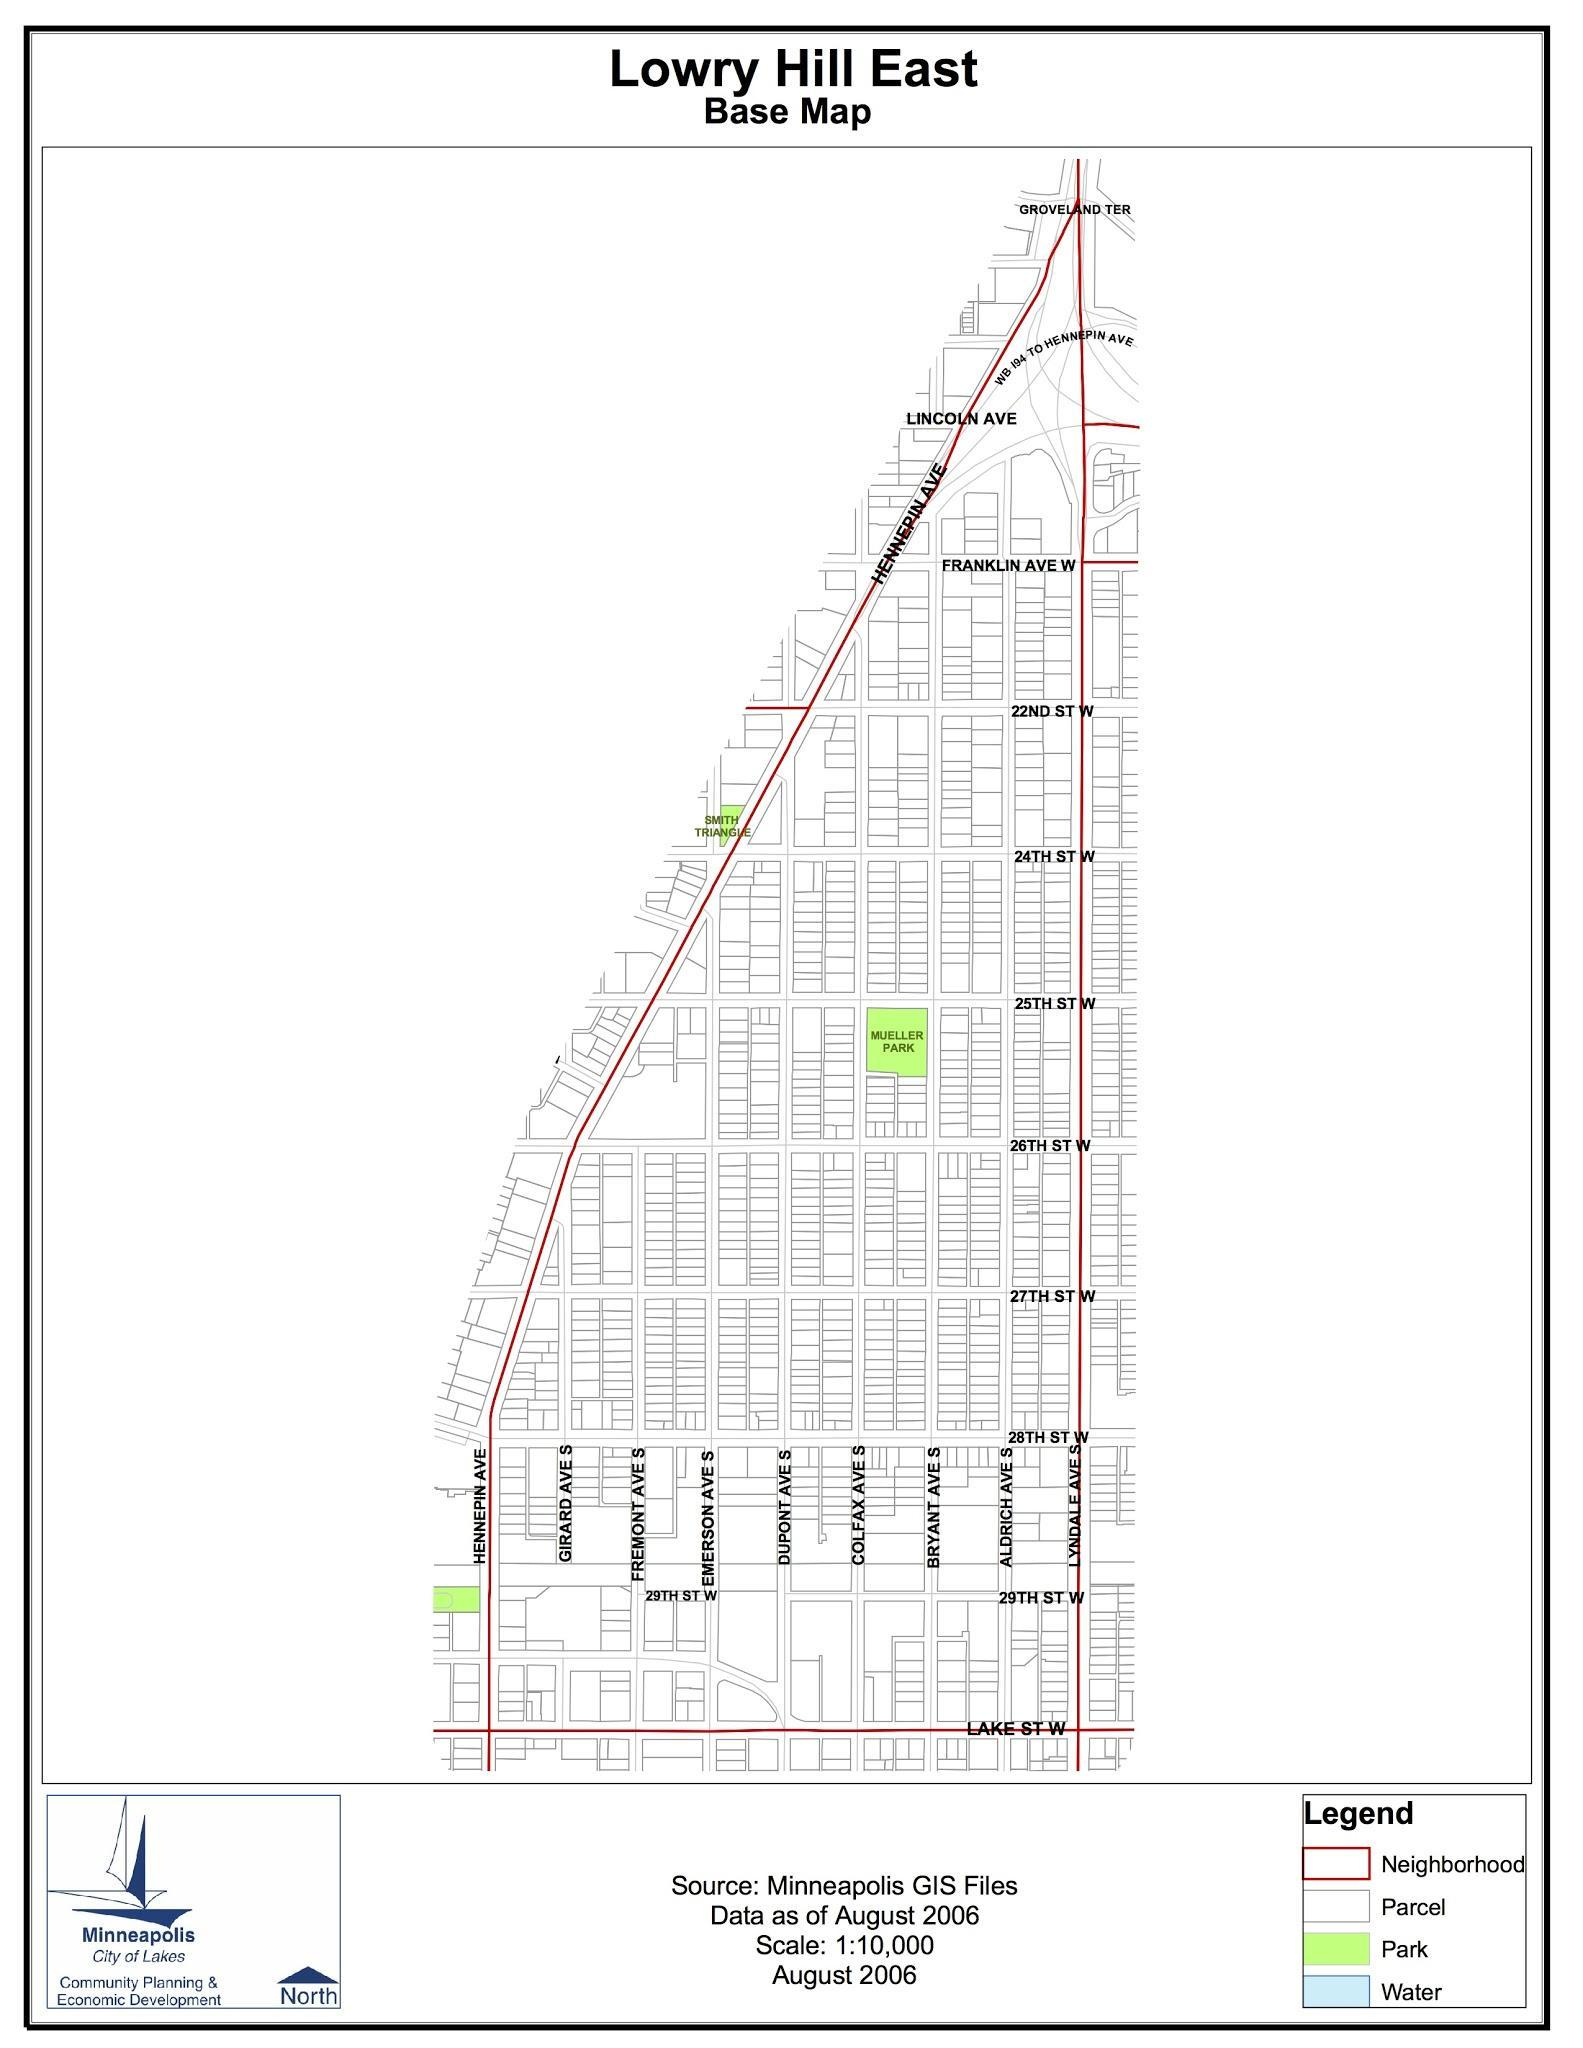 Lowry Hill East
Base Map
GROVELAND TER
WB I94 TO HENNEPIN AVE
LINCOLN AVE
HENNEPIN AVE
FRANKLIN AVE W
22ND ST W
SMITH
TRIANGLE
24TH ST W
25TH ST W
MUELLER
PARK
26TH ST W
27TH ST W
28TH ST W
HENNEPIN AVE
GIRARD AVE S
FREMONT AVE S
EMERSON AVE S
DUPONT AVE S
COLFAX AVE S
BRYANT AVE S
ALDRICH AVE S
LYNDALE AVE S
29TH ST W
29TH ST W
LAKE ST W
Minneapolis
City of Lakes
Community Planning &
Economic Development
North
Source: Minneapolis GIS Files
Data as of August 2006
Scale: 1:10,000
August 2006
Legend
Neighborhood
Parcel
Park
Water